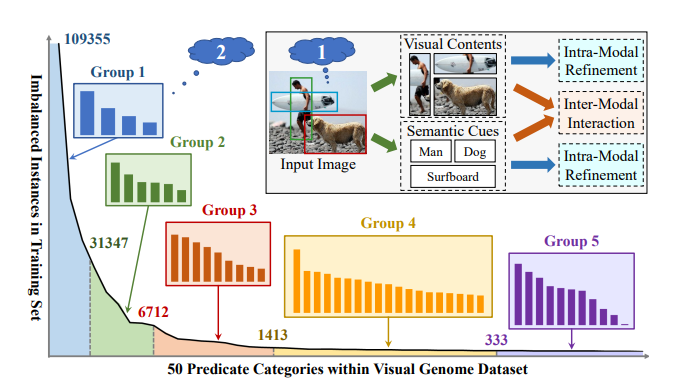 109355
2
Group 1
Group 2
31347
Group 3
6712
Group 4
1413
Group 5
333
Imbalanced Instances in Training Set
50 Predicate Categories within Visual Genome Dataset
1
Input Image
Visual Contents
Semantic Cues
Man
Dog
Surfboard
Intra-Modal
Refinement
Inter-Modal
Interaction
Intra-Modal
Refinement